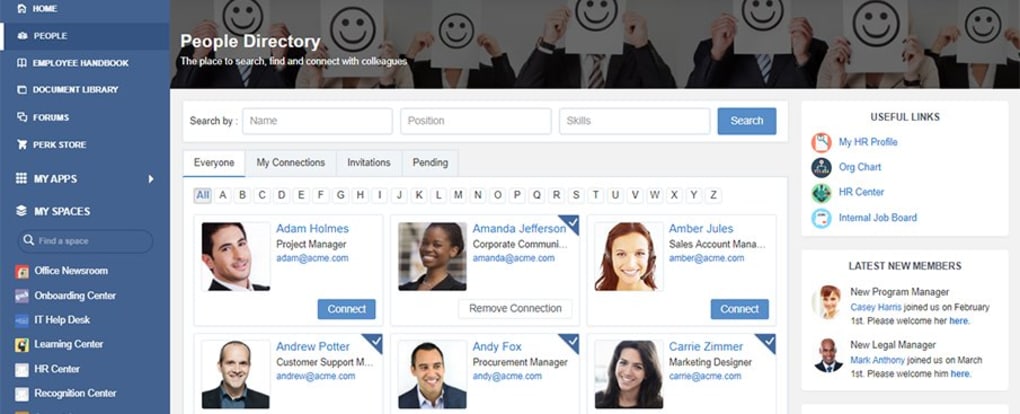 HOME
PEOPLE
EMPLOYEE HANDBOOK
DOCUMENT LIBRARY
FORUMS
PERK STORE
MY APPS
MY SPACES
Find a space
Office Newsroom
Onboarding Center
IT Help Desk
Learning Center
HR Center
Recognition Center
People Directory
The place to search, find and connect with colleagues
Search by :
Name
Position
Skills
Search
Everyone
My Connections
Invitations
Pending
All A B C D E F G H I J K L M N O P Q R S T U V W X Y Z
Adam Holmes
Project Manager
adam@acme.com
Connect
Amanda Jefferson
Corporate Communi...
amanda@acme.com
Remove Connection
Amber Jules
Sales Account Mana...
amber@acme.com
Connect
Andrew Potter
Customer Support M...
andrew@acme.com
Andy Fox
Procurement Manager
andy@acme.com
Carrie Zimmer
Marketing Designer
carrie@acme.com
USEFUL LINKS
My HR Profile
Org Chart
HR Center
Internal Job Board
LATEST NEW MEMBERS
New Program Manager
Casey Harris joined us on February
1st. Please welcome her here.
New Legal Manager
Mark Anthony joined us on March
1st. Please welcome him here.